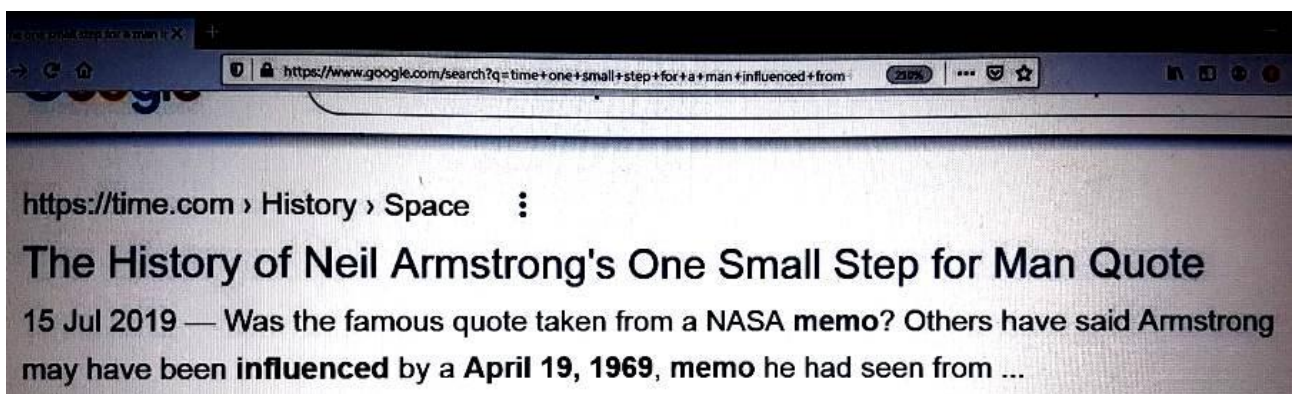 https://www.google.com/search?q=time+one+small+step+for+a+man+influenced+from
210%
Google
https://time.com › History › Space
The History of Neil Armstrong's One Small Step for Man Quote
15 Jul 2019 — Was the famous quote taken from a NASA memo? Others have said Armstrong
may have been influenced by a April 19, 1969, memo he had seen from ...